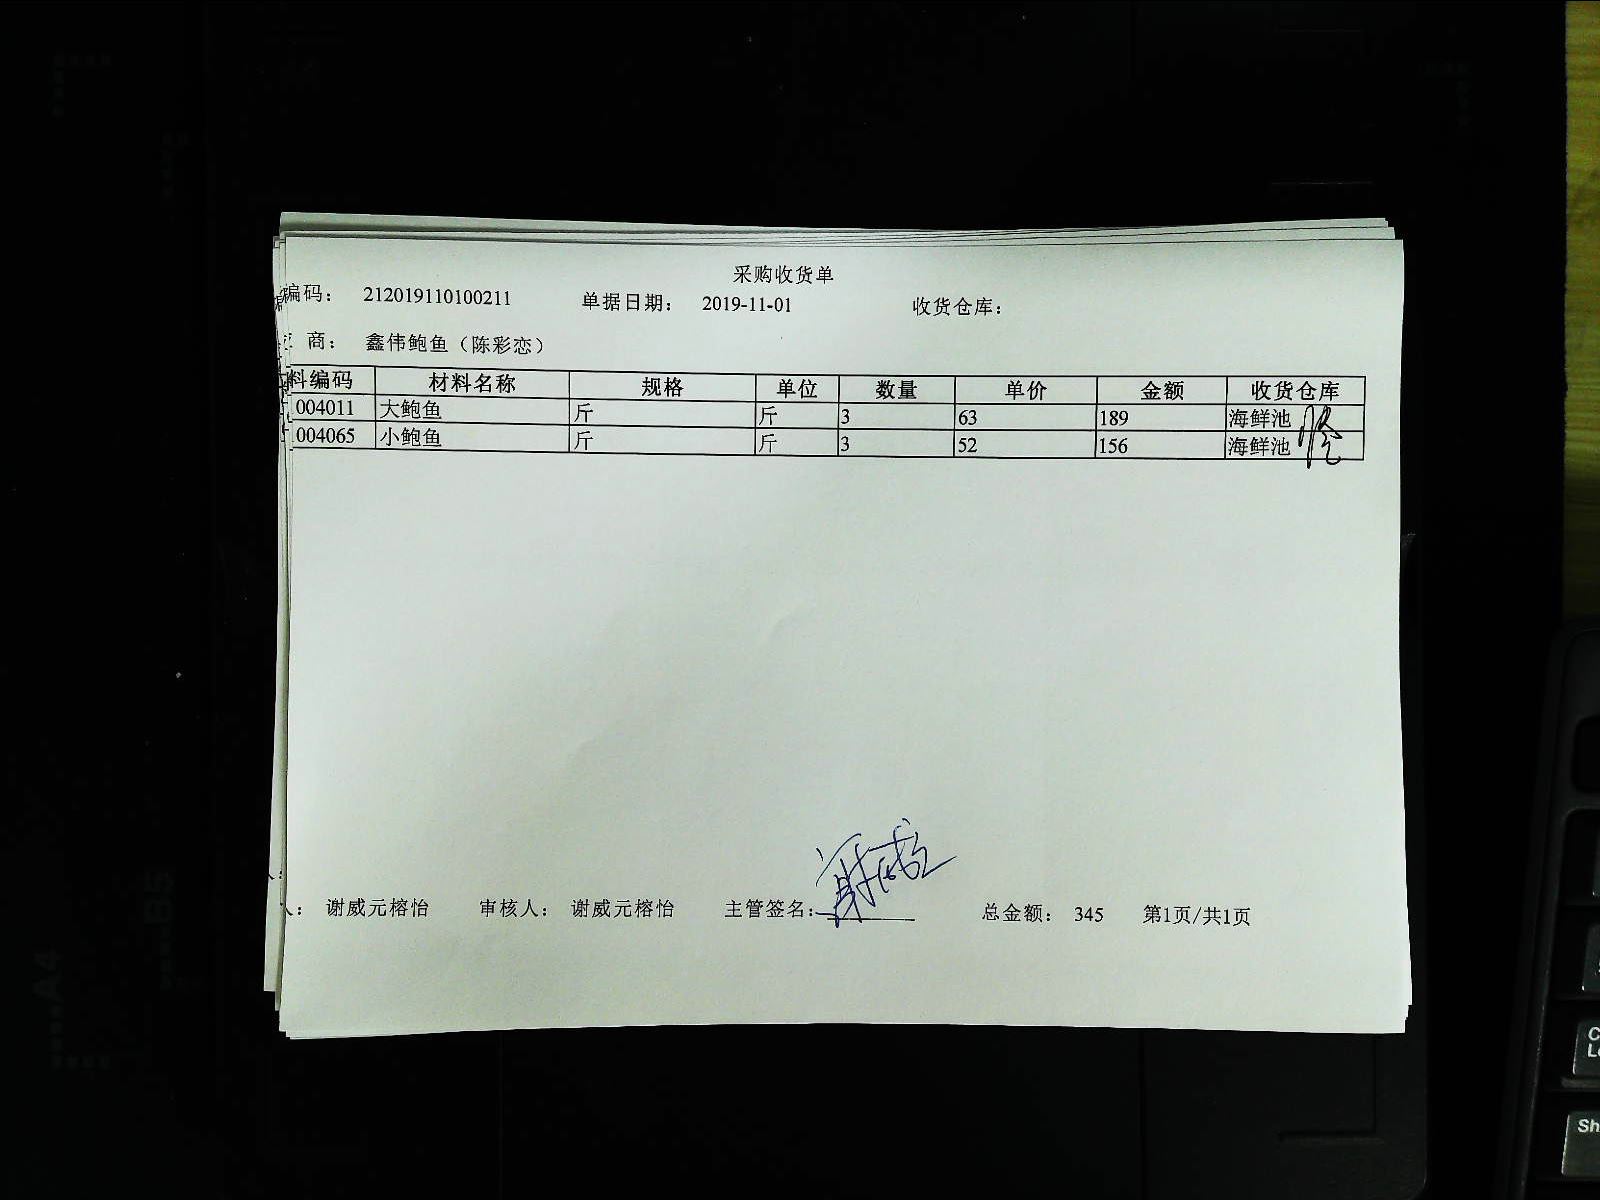 采购收货单
编码： 212019110100211 单据日期： 2019-11-01 收货仓库：
商： 鑫伟鲍鱼（陈彩恋）
料编码 材料名称 规格 单位 数量 单价 金额 收货仓库
004011 大鲍鱼 斤 斤 3 63 189 海鲜池
004065 小鲍鱼 斤 斤 3 52 156 海鲜池
人： 谢威元榕怡 审核人： 谢威元榕怡 主管签名： 谢威 总金额： 345 第1页/共1页
A4
B5
Sh